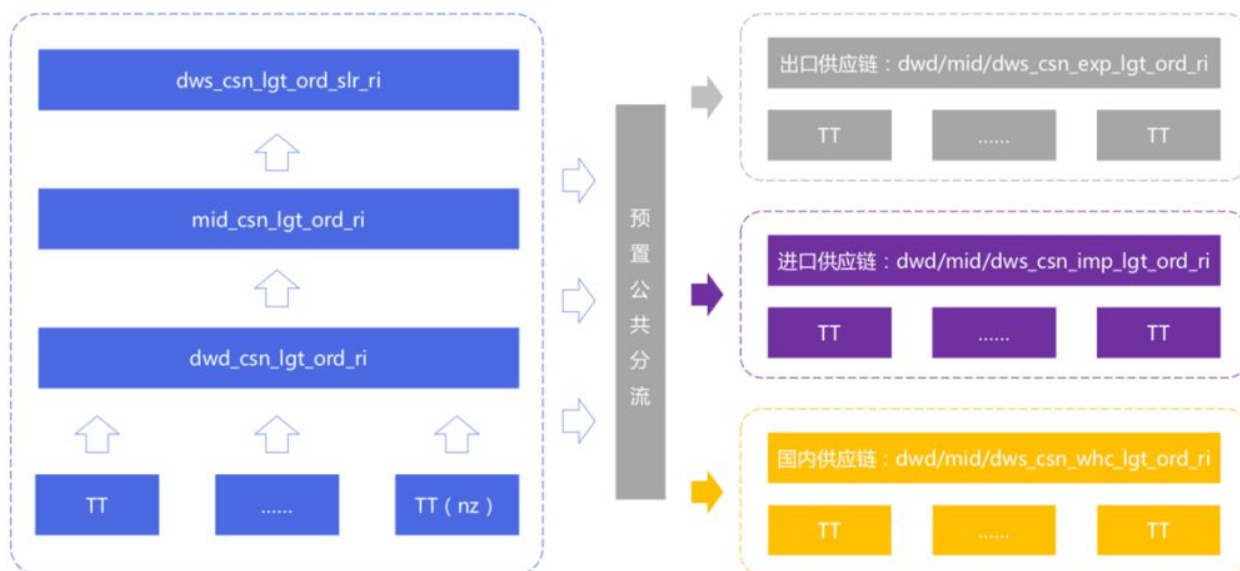 dws_csn_lgt_ord_slr_ri
mid_csn_lgt_ord_ri
dwd_csn_lgt_ord_ri
TT
......
TT（nz）
预置公共分流
出口供应链：dwd/mid/dws_csn_exp_lgt_ord_ri
TT
......
TT
进口供应链：dwd/mid/dws_csn_imp_lgt_ord_ri
TT
......
TT
国内供应链：dwd/mid/dws_csn_whc_lgt_ord_ri
TT
......
TT